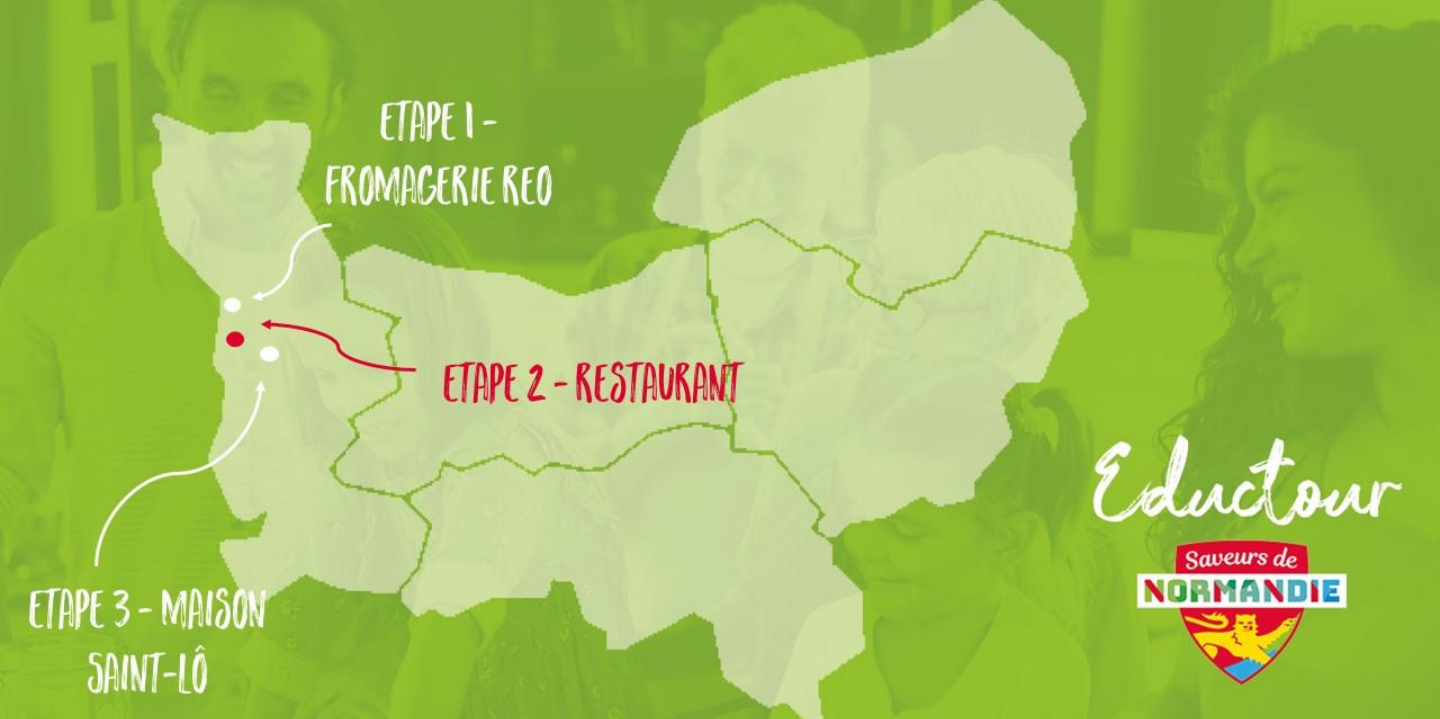 ETAPE 1 -
FROMAGERIE REO
ETAPE 2 - RESTAURANT
ETAPE 3 - MAISON
SAINT-LÔ
Eductour
Saveurs de
NORMANDIE